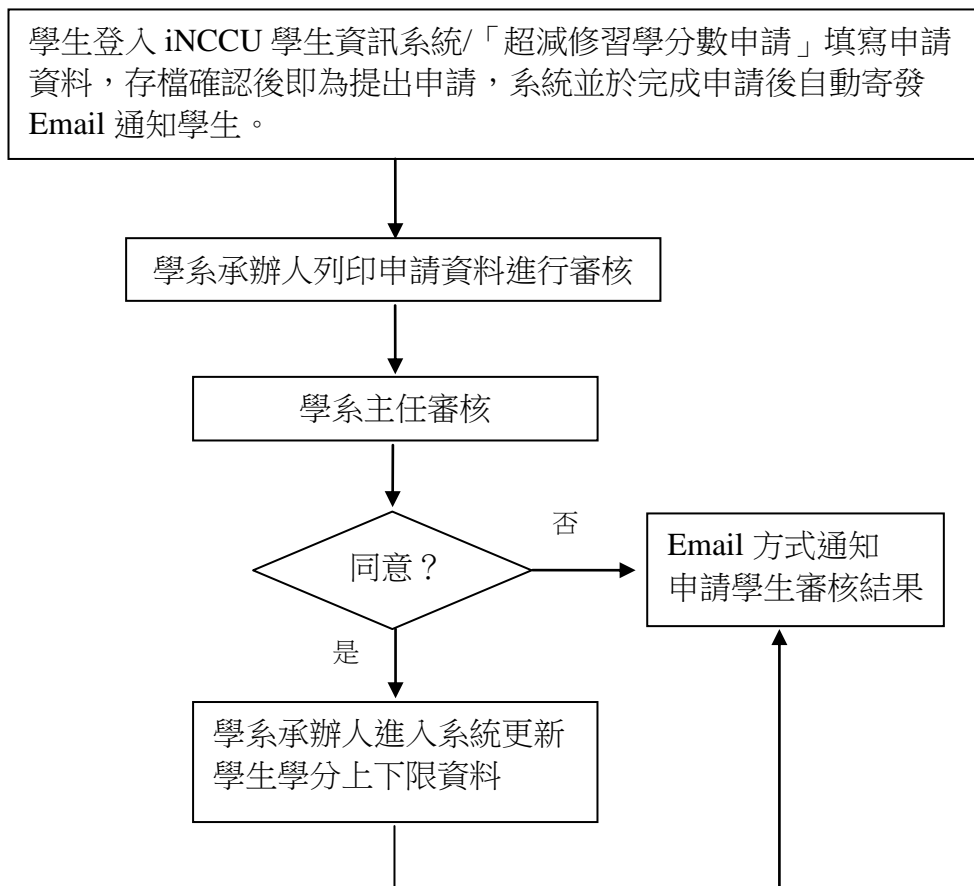 學生登入 iNCCU 學生資訊系統/「超減修習學分數申請」填寫申請
資料，存檔確認後即為提出申請，系統並於完成申請後自動寄發
Email 通知學生。
學系承辦人列印申請資料進行審核
學系主任審核
同意？
否
Email 方式通知
申請學生審核結果
是
學系承辦人進入系統更新
學生學分上下限資料